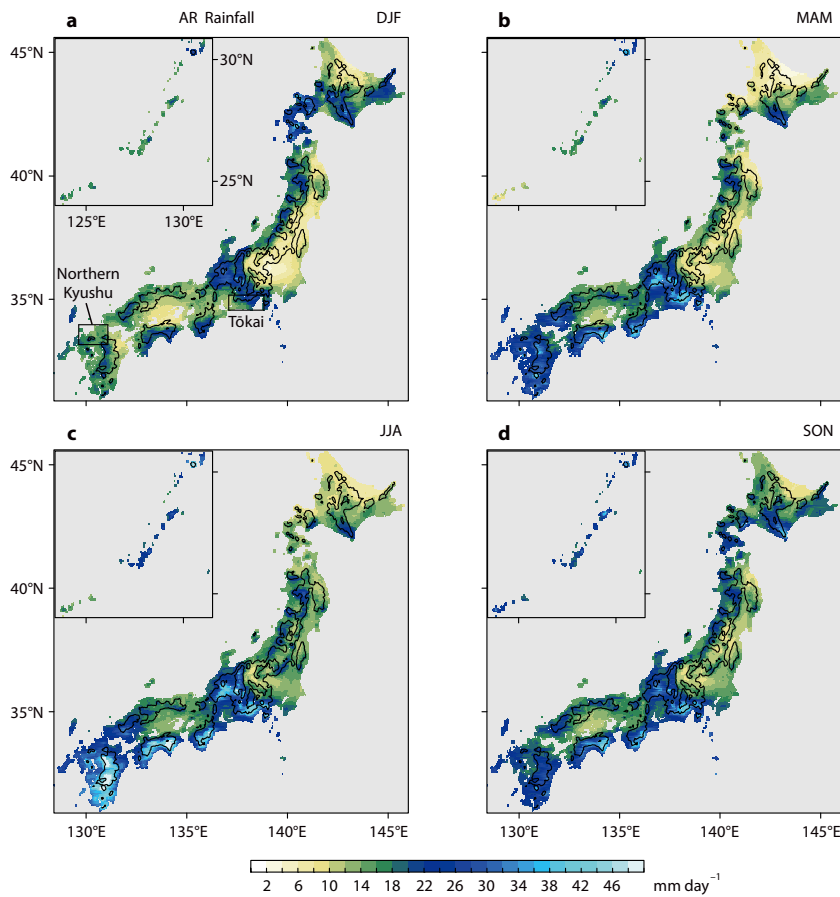 a AR Rainfall DJF
b MAM
45°N
30°N
25°N
125°E 130°E
40°N
35°N
Northern
Kyushu
Tōkai
c JJA
d SON
45°N
40°N
35°N
130°E 135°E 140°E 145°E
130°E 135°E 140°E 145°E
2 6 10 14 18 22 26 30 34 38 42 46 mm day⁻¹